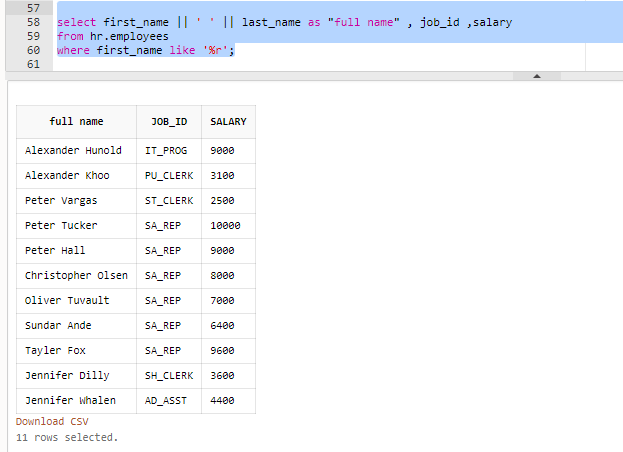 57
58 select first_name || ' ' || last_name as "full name" , job_id ,salary
59 from hr.employees
60 where first_name like '%r';
61
full name JOB_ID SALARY
Alexander Hunold IT_PROG 9000
Alexander Khoo PU_CLERK 3100
Peter Vargas ST_CLERK 2500
Peter Tucker SA_REP 10000
Peter Hall SA_REP 9000
Christopher Olsen SA_REP 8000
Oliver Tuvault SA_REP 7000
Sundar Ande SA_REP 6400
Tayler Fox SA_REP 9600
Jennifer Dilly SH_CLERK 3600
Jennifer Whalen AD_ASST 4400
Download CSV
11 rows selected.